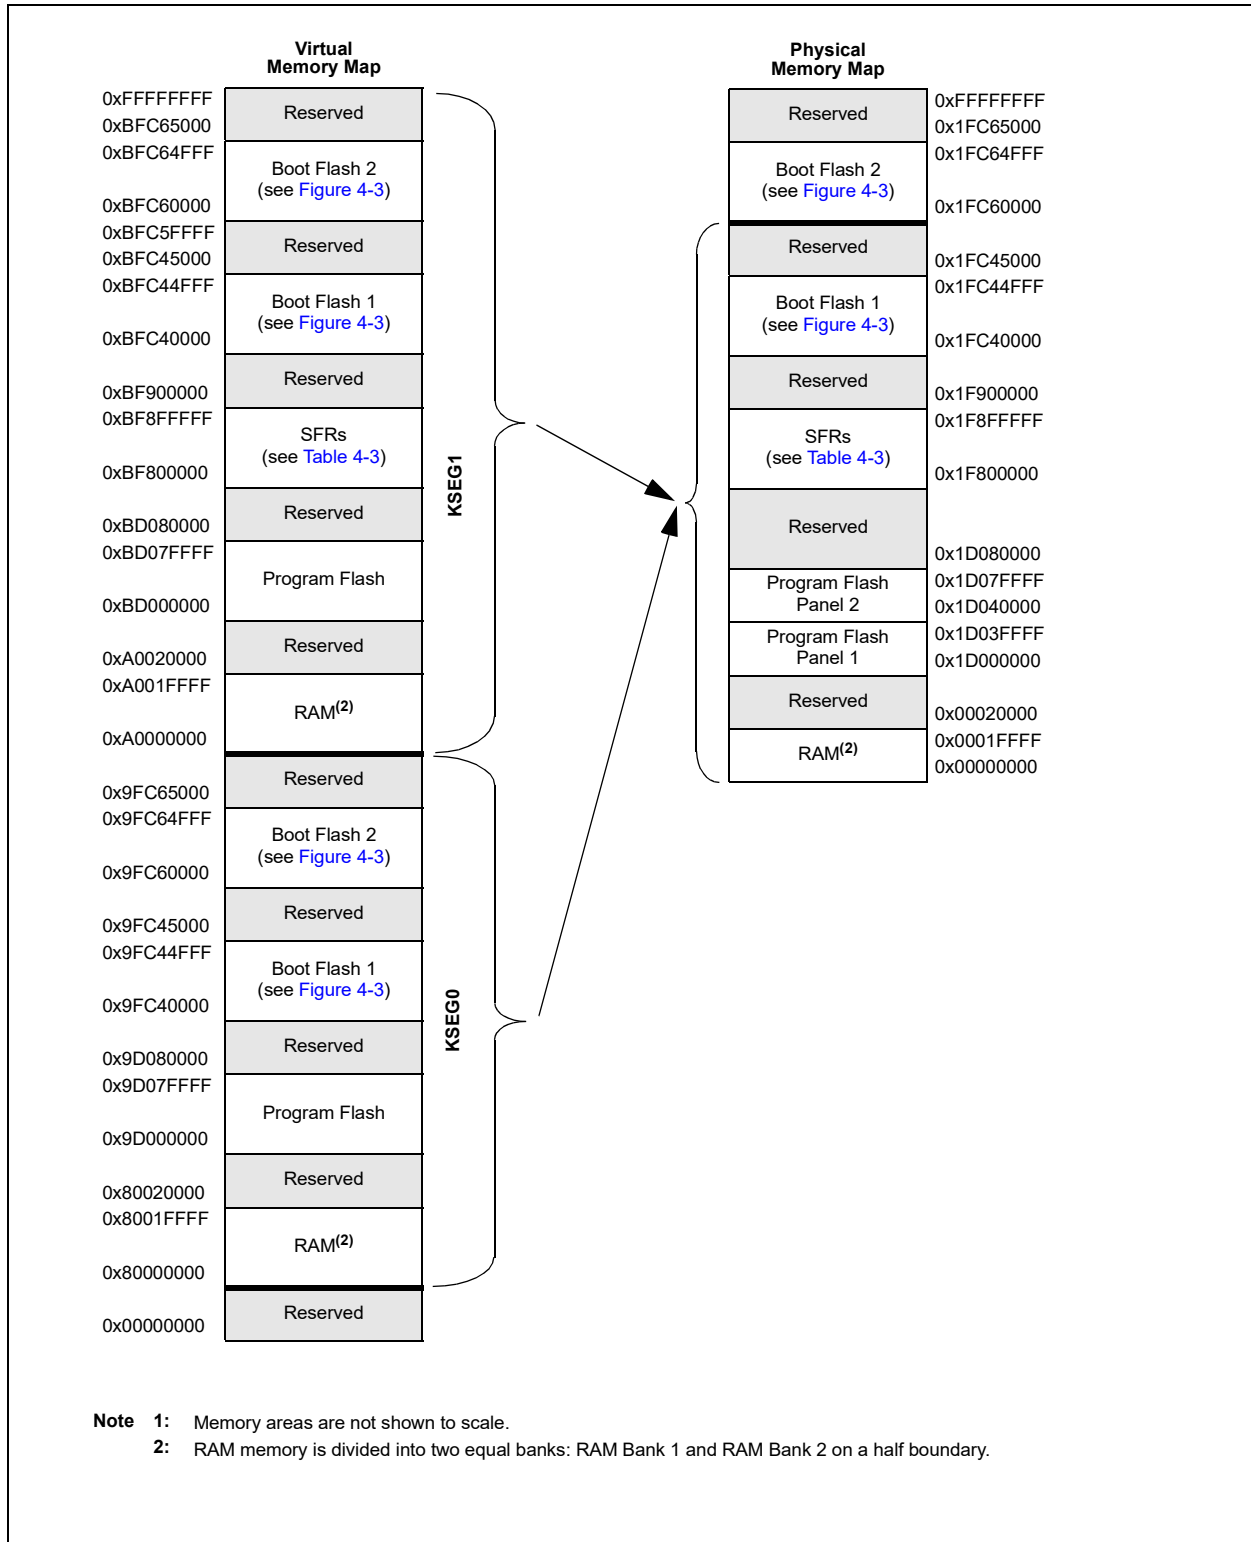 Virtual
Memory Map
0xFFFFFFFF
Reserved
0xBFC65000
0xBFC64FFF
Boot Flash 2
(see Figure 4-3)
0xBFC60000
0xBFC5FFFF
Reserved
0xBFC45000
0xBFC44FFF
Boot Flash 1
(see Figure 4-3)
0xBFC40000
Reserved
0xBF900000
0xBF8FFFFF
SFRs
(see Table 4-3)
0xBF800000
Reserved
0xBD080000
0xBD07FFFF
Program Flash
0xBD000000
Reserved
0xA0020000
0xA001FFFF
RAM(2)
0xA0000000
KSEG1
Reserved
0x9FC65000
0x9FC64FFF
Boot Flash 2
(see Figure 4-3)
0x9FC60000
Reserved
0x9FC45000
0x9FC44FFF
Boot Flash 1
(see Figure 4-3)
0x9FC40000
Reserved
0x9D080000
0x9D07FFFF
Program Flash
0x9D000000
Reserved
0x80020000
0x8001FFFF
RAM(2)
0x80000000
KSEG0
Reserved
0x00000000
Physical
Memory Map
0xFFFFFFFF
Reserved
0x1FC65000
0x1FC64FFF
Boot Flash 2
(see Figure 4-3)
0x1FC60000
Reserved
0x1FC45000
0x1FC44FFF
Boot Flash 1
(see Figure 4-3)
0x1FC40000
Reserved
0x1F900000
0x1F8FFFFF
SFRs
(see Table 4-3)
0x1F800000
Reserved
0x1D080000
0x1D07FFFF
Program Flash
Panel 2
0x1D040000
0x1D03FFFF
Program Flash
Panel 1
0x1D000000
Reserved
0x00020000
0x0001FFFF
RAM(2)
0x00000000
Note 1: Memory areas are not shown to scale.
2: RAM memory is divided into two equal banks: RAM Bank 1 and RAM Bank 2 on a half boundary.